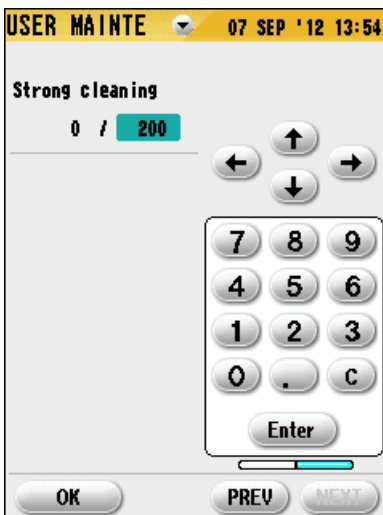 USER MAINTE 07 SEP '12 13:54
Strong cleaning
0 / 200
7 8 9
4 5 6
1 2 3
0 . C
Enter
OK PREV NEXT